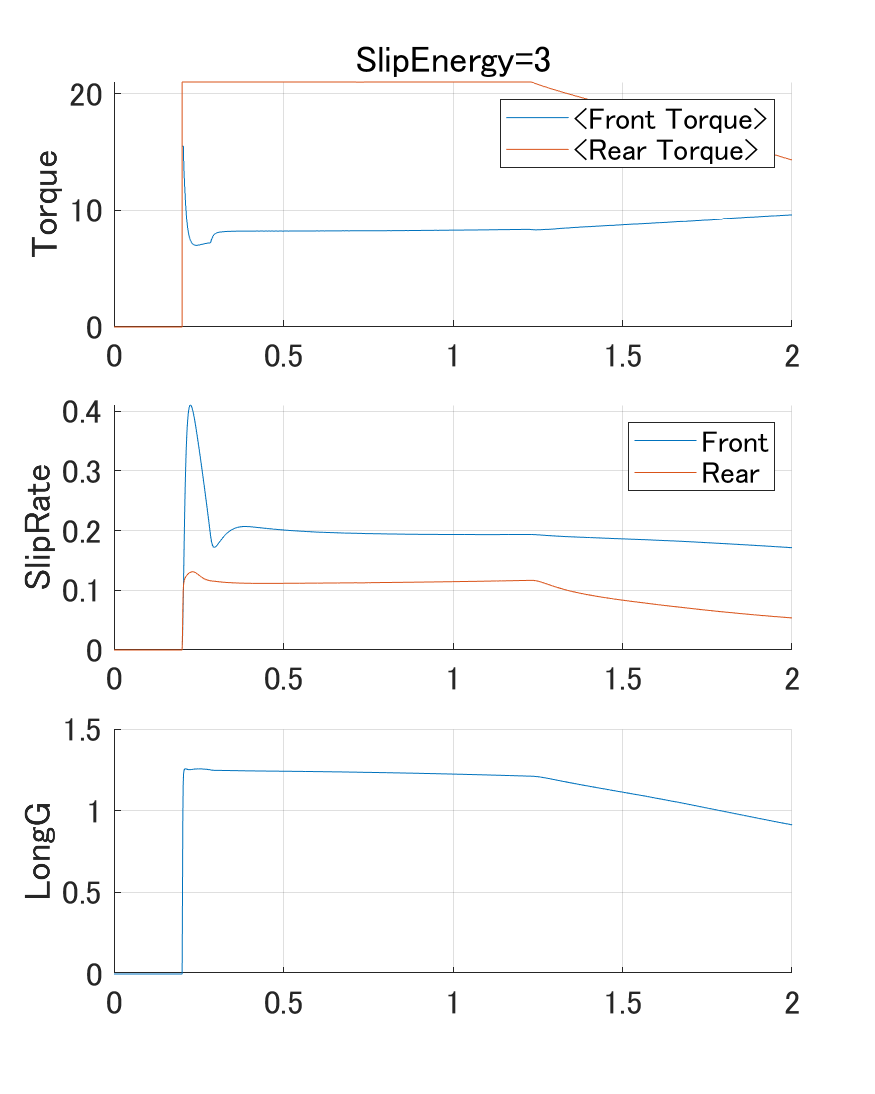 SlipEnergy=3
Torque
20
10
0
<Front Torque>
<Rear Torque>
0 0.5 1 1.5 2
SlipRate
0.4
0.3
0.2
0.1
0
Front
Rear
0 0.5 1 1.5 2
LongG
1.5
1
0.5
0
0 0.5 1 1.5 2